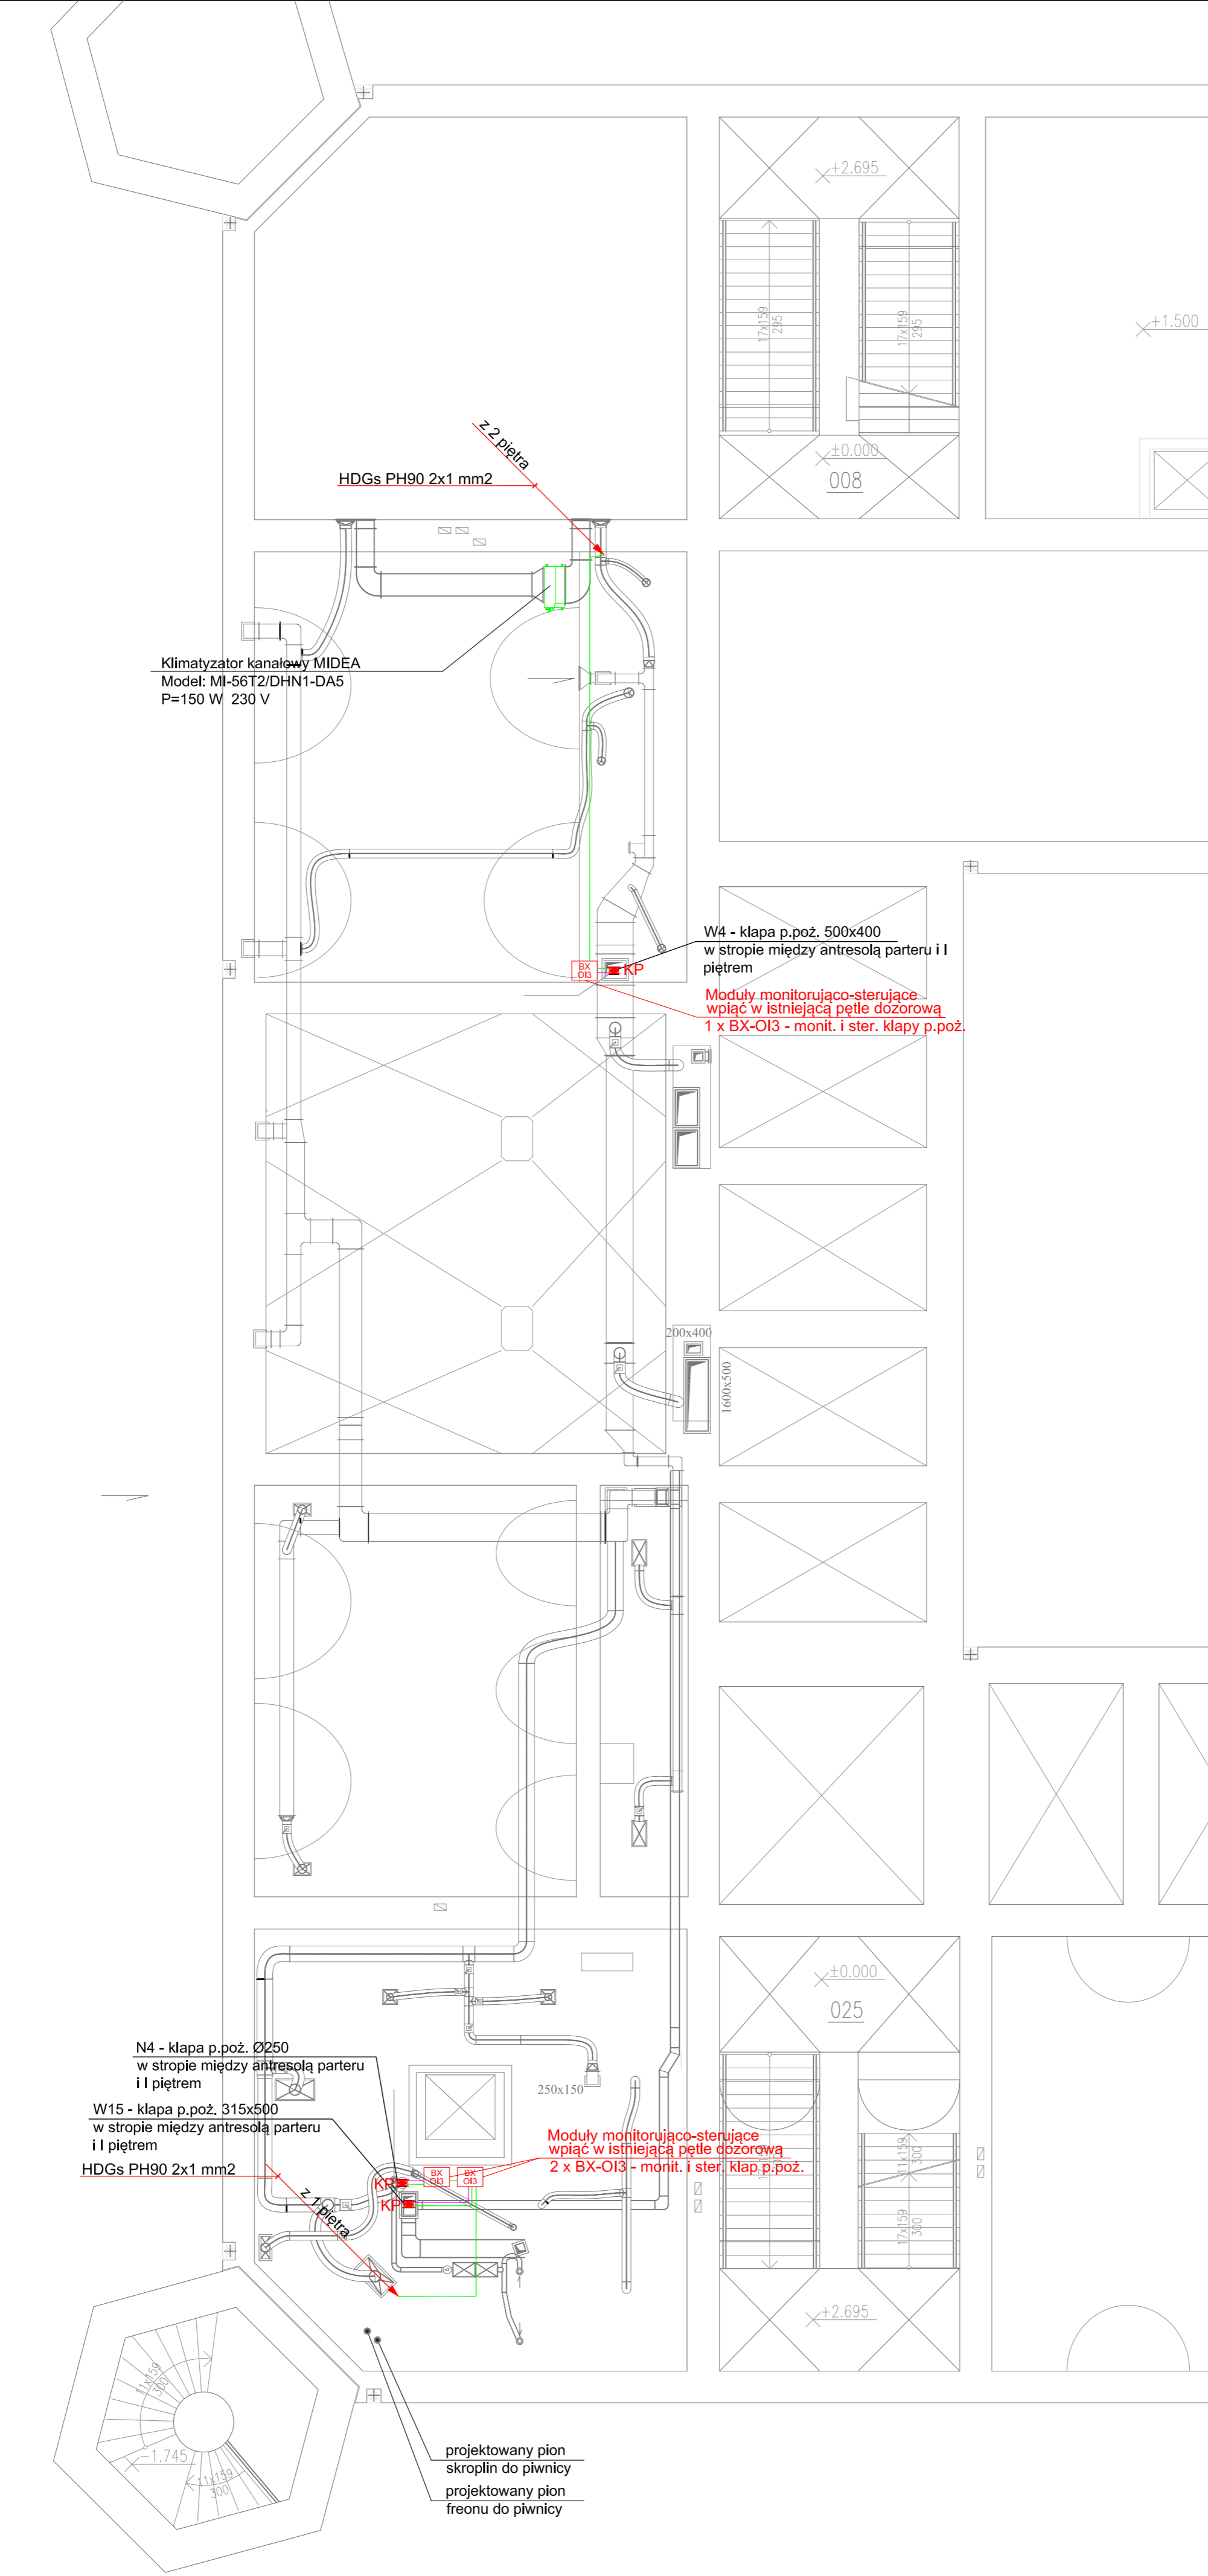 +2.695
17x159
295
17x159
295
+1.500
±0.000
008
z 2 piętra
HDGs PH90 2x1 mm2
Klimatyzator kanałowy MIDEA
Model: MI-56T2/DHN1-DA5
P=150 W 230 V
W4 - klapa p.poż. 500x400
w stropie między antresolą parteru i I
piętrem
BX
OI3
KP
Moduły monitorująco-sterujące
wpiąć w istniejącą pętle dozorową
1 x BX-OI3 - monit. i ster. klapy p.poż.
200x400
1600x500
±0.000
025
N4 - klapa p.poż. Ø250
w stropie między antresolą parteru
i I piętrem
250x150
W15 - klapa p.poż. 315x500
w stropie między antresolą parteru
i I piętrem
Moduły monitorująco-sterujące
wpiąć w istniejącą pętle dozorową
2 x BX-OI3 - monit. i ster. klap p.poż.
HDGs PH90 2x1 mm2
BX
OI3
BX
OI3
KP
KP
z 1 piętra
11x159
300
17x159
300
+2.695
11x159
300
-1.745
11x159
300
projektowany pion
skroplin do piwnicy
projektowany pion
freonu do piwnicy